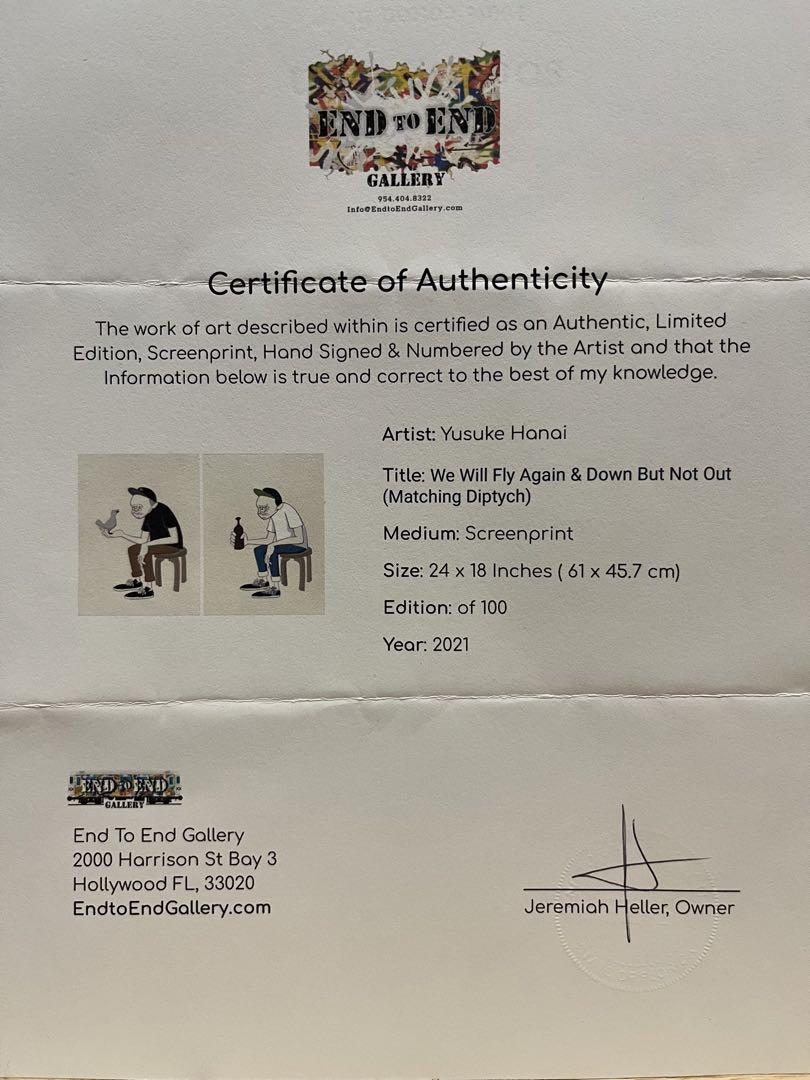 END TO END
GALLERY
954.404.8322
Info@EndtoEndGallery.com
Certificate of Authenticity
The work of art described within is certified as an Authentic, Limited
Edition, Screenprint, Hand Signed & Numbered by the Artist and that the
Information below is true and correct to the best of my knowledge.
Artist: Yusuke Hanai
Title: We Will Fly Again & Down But Not Out
(Matching Diptych)
Medium: Screenprint
Size: 24 x 18 Inches ( 61 x 45.7 cm)
Edition: of 100
Year: 2021
END TO END
GALLERY
End To End Gallery
2000 Harrison St Bay 3
Hollywood FL, 33020
EndtoEndGallery.com
Jeremiah Heller, Owner